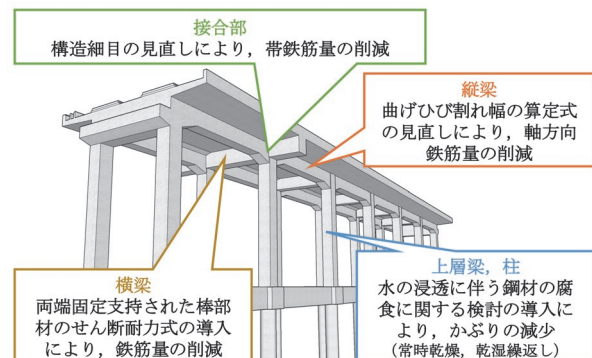 接合部
構造細目の見直しにより，帯鉄筋量の削減
縦梁
曲げひび割れ幅の算定式
の見直しにより，軸方向
鉄筋量の削減
横梁
両端固定支持された棒部
材のせん断耐力式の導入
により，鉄筋量の削減
上層梁，柱
水の浸透に伴う鋼材の腐
食に関する検討の導入に
より，かぶりの減少
（常時乾燥，乾湿繰返し）